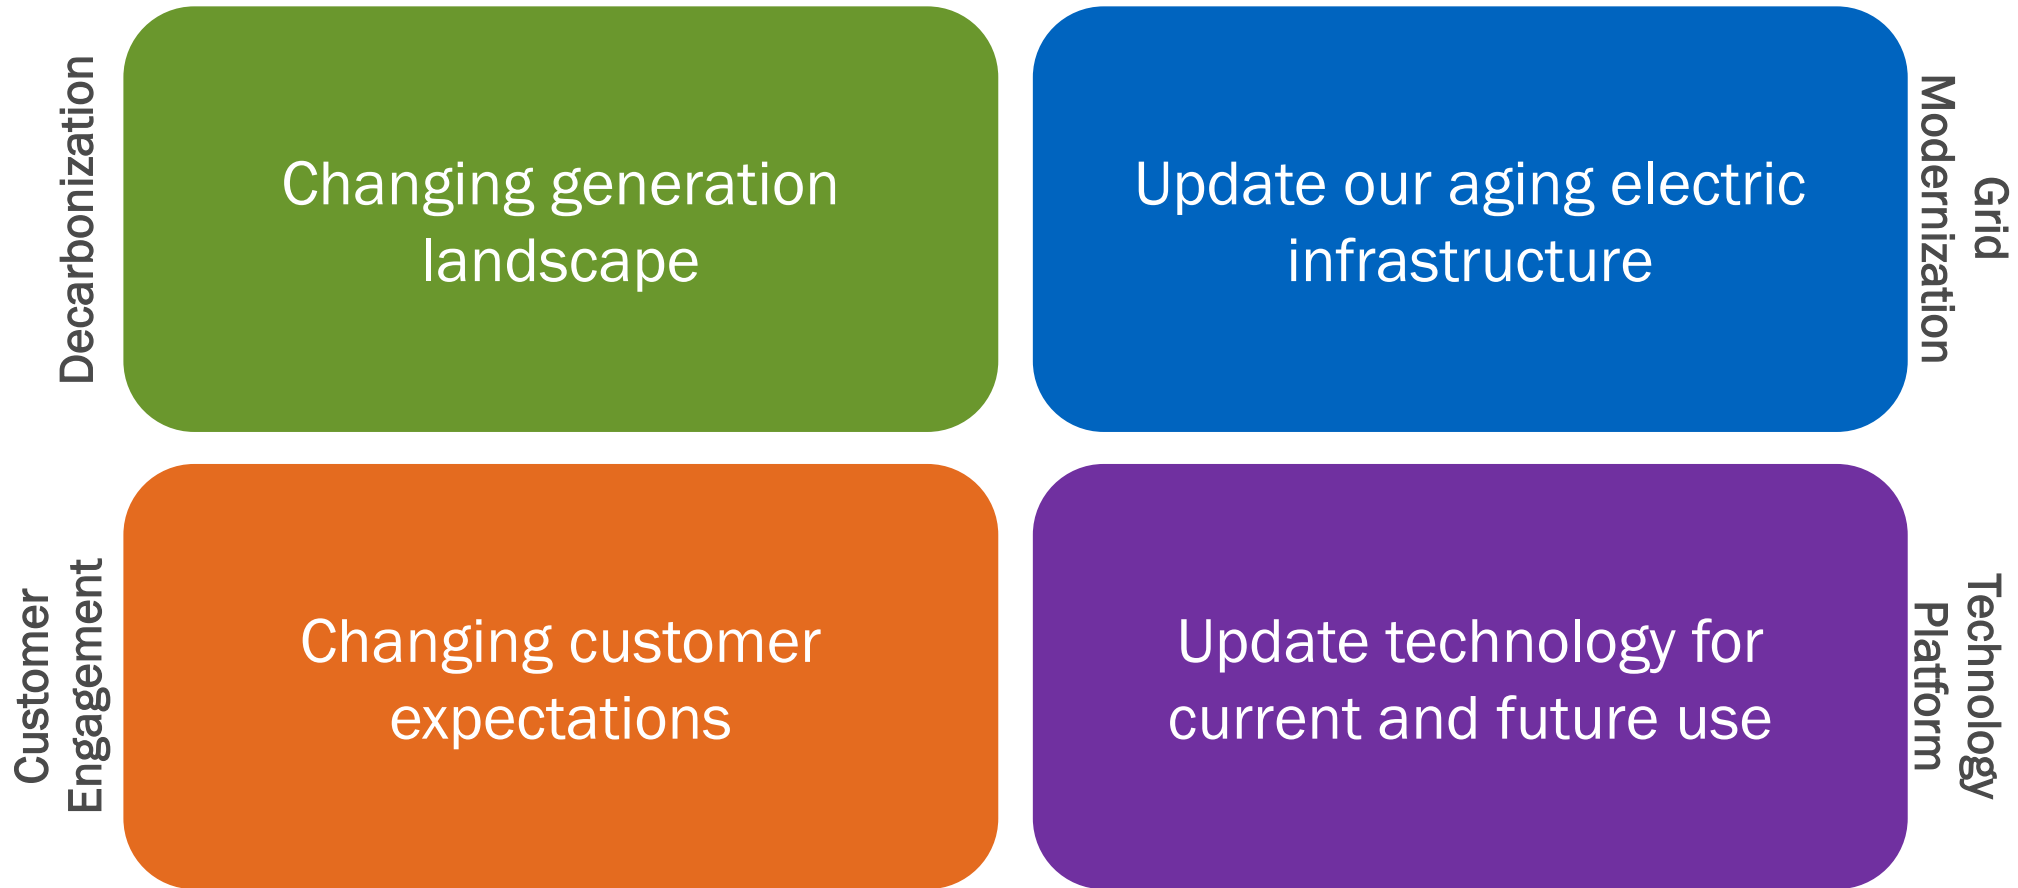 Decarbonization
Changing generation
landscape
Update our aging electric
infrastructure
Grid
Modernization
Customer
Engagement
Changing customer
expectations
Update technology for
current and future use
Technology
Platform